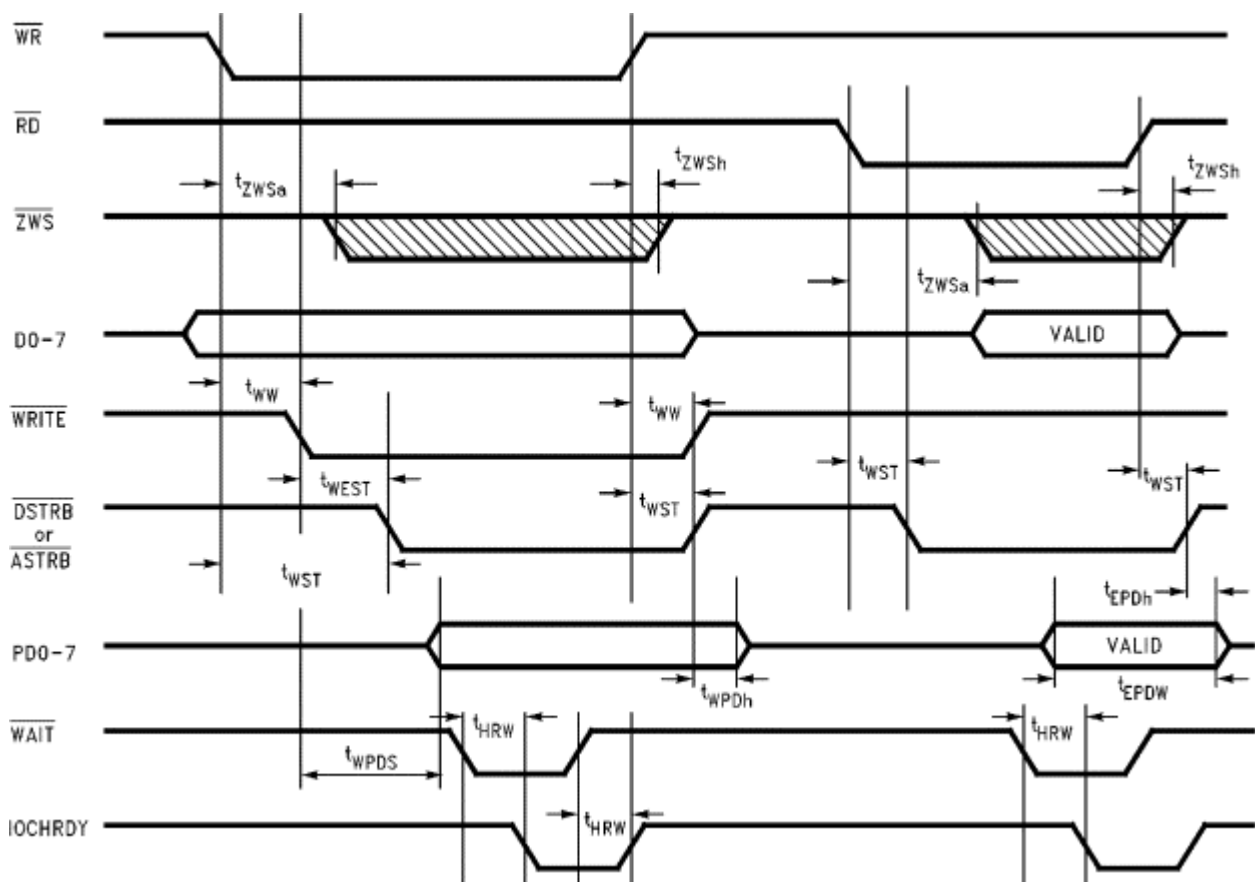 WR
RD
tZWSh
tZWSa
tZWSh
ZWS
tZWSa
D0-7
VALID
tWW
WRITE
tWW
tWEST
tWST
tWST
tWST
DSTRB
or
ASTRB
tWST
tEPDh
PD0-7
VALID
tWPDh
tEPDW
WAIT
tHRW
tHRW
tWPDS
IOCHRDY
tHRW